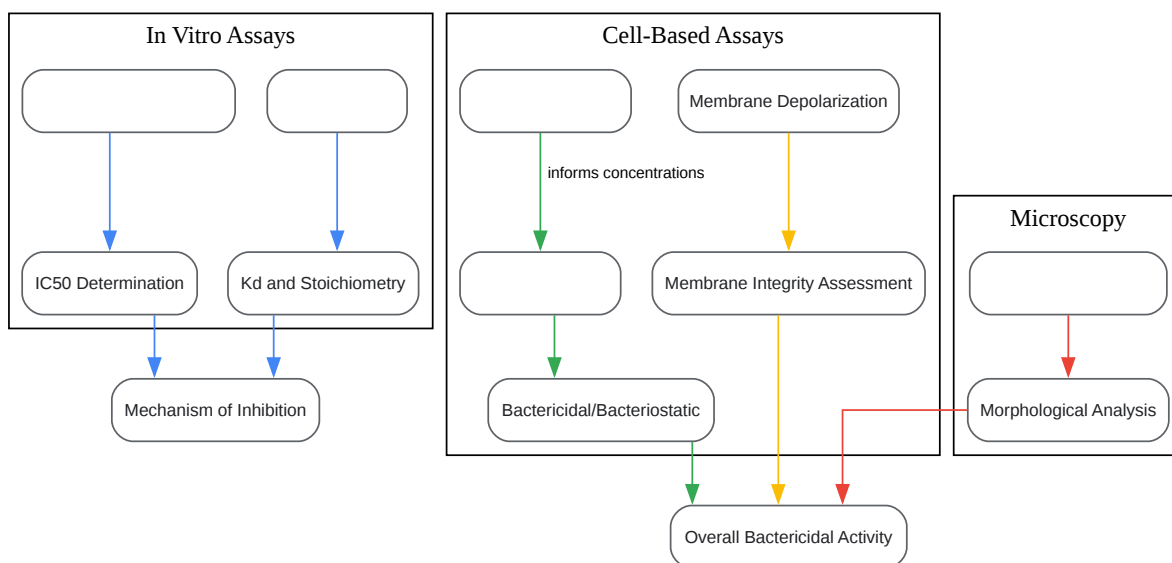 In Vitro Assays
Cell-Based Assays
Membrane Depolarization
informs concentrations
Microscopy
IC50 Determination
Kd and Stoichiometry
Membrane Integrity Assessment
Mechanism of Inhibition
Bactericidal/Bacteriostatic
Morphological Analysis
Overall Bactericidal Activity